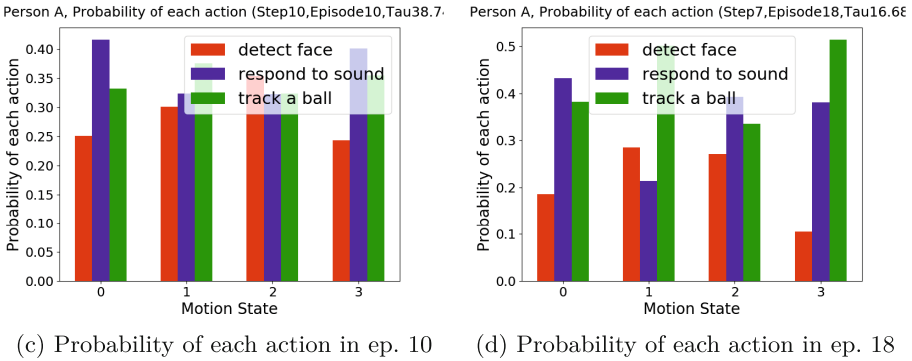 Person A, Probability of each action (Step10,Episode10,Tau38.7
Person A, Probability of each action (Step7,Episode18,Tau16.68
Probability of each action
0.40
0.35
0.30
0.25
0.20
0.15
0.10
0.05
0.00
detect face
respond to sound
track a ball
0 1 2 3
Motion State
Probability of each action
0.5
0.4
0.3
0.2
0.1
0.0
detect face
respond to sound
track a ball
0 1 2 3
Motion State
(c) Probability of each action in ep. 10
(d) Probability of each action in ep. 18